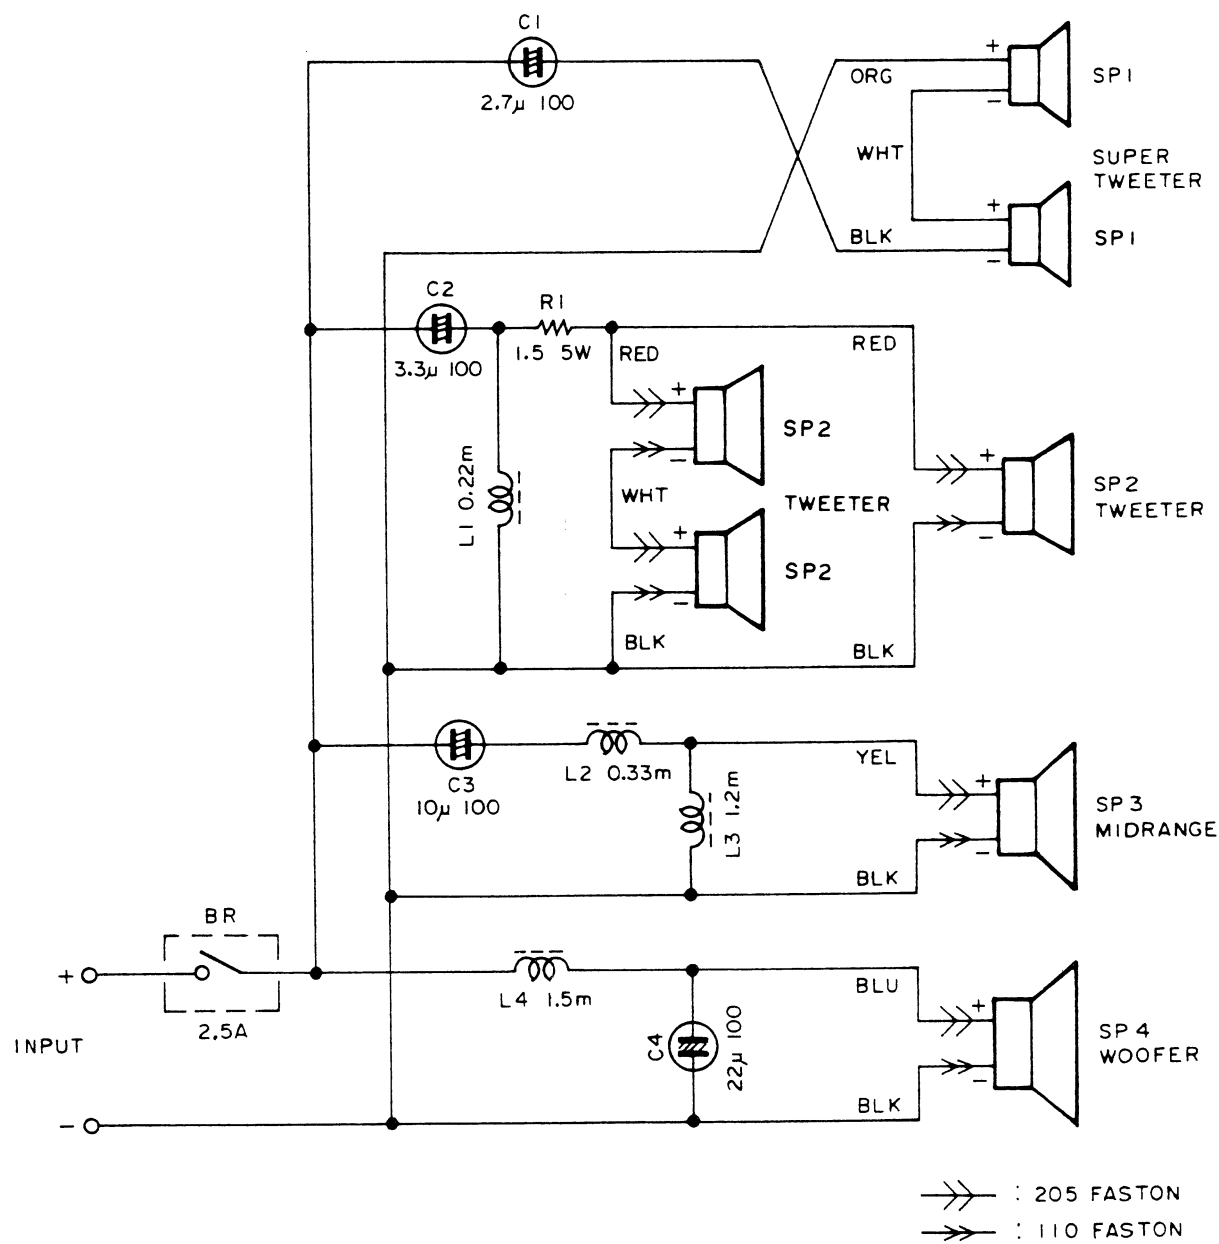 C1
2.7μ 100
+
ORG
−
SP1
WHT
SUPER
TWEETER
+
BLK
−
SP1
C2
3.3μ 100
R1
1.5 5W
RED
RED
+
−
SP2
WHT
TWEETER
L1 0.22m
+
−
SP2
BLK
+
−
SP2
TWEETER
BLK
C3
10μ 100
L2 0.33m
L3 1.2m
YEL
+
−
SP3
MIDRANGE
BLK
BR
2.5A
+
INPUT
−
L4 1.5m
C4
22μ 100
BLU
+
−
SP4
WOOFER
BLK
: 205 FASTON
: 110 FASTON